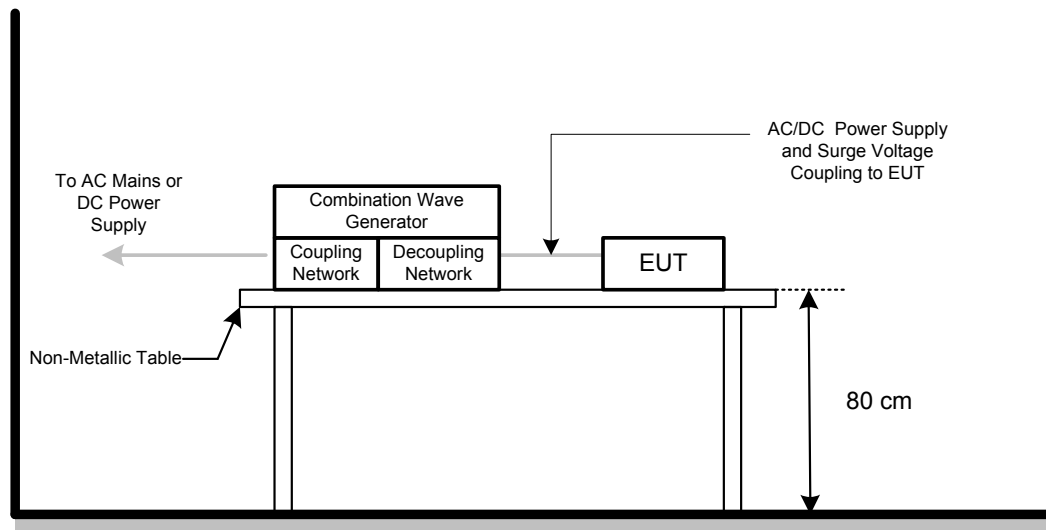 AC/DC Power Supply
and Surge Voltage
Coupling to EUT
To AC Mains or
DC Power
Supply
Combination Wave
Generator
Coupling
Network
Decoupling
Network
EUT
Non-Metallic Table
80 cm